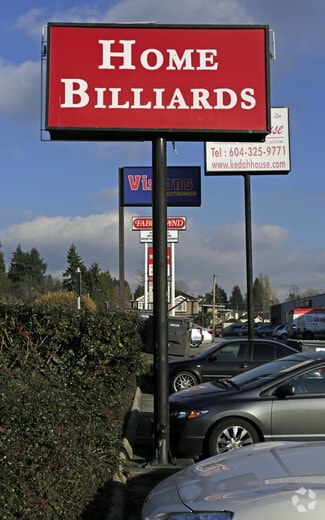 Home
Billiards
Tel : 604-325-9771
www.kedahhouse.com
Visions
ELECTRONICS
FABRICLAND